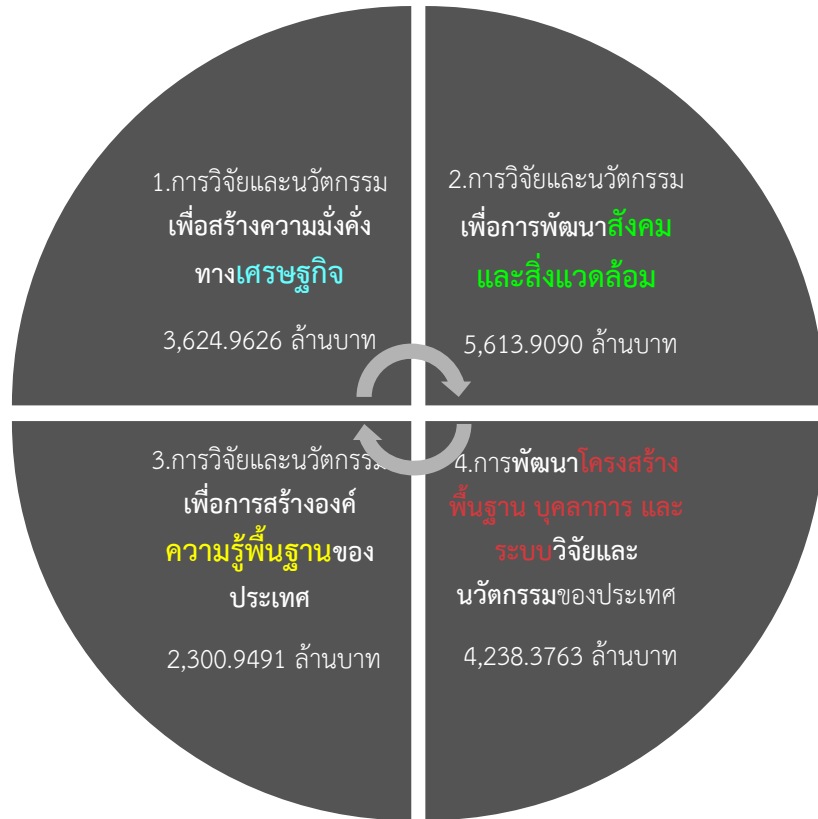 1.การวิจัยและนวัตกรรม
เพื่อสร้างความมั่งคั่ง
ทางเศรษฐกิจ
3,624.9626 ล้านบาท
2.การวิจัยและนวัตกรรม
เพื่อการพัฒนาสังคม
และสิ่งแวดล้อม
5,613.9090 ล้านบาท
3.การวิจัยและนวัตกรรม
เพื่อการสร้างองค์
ความรู้พื้นฐานของ
ประเทศ
2,300.9491 ล้านบาท
4.การพัฒนาโครงสร้าง
พื้นฐาน บุคลาการ และ
ระบบวิจัยและ
นวัตกรรมของประเทศ
4,238.3763 ล้านบาท